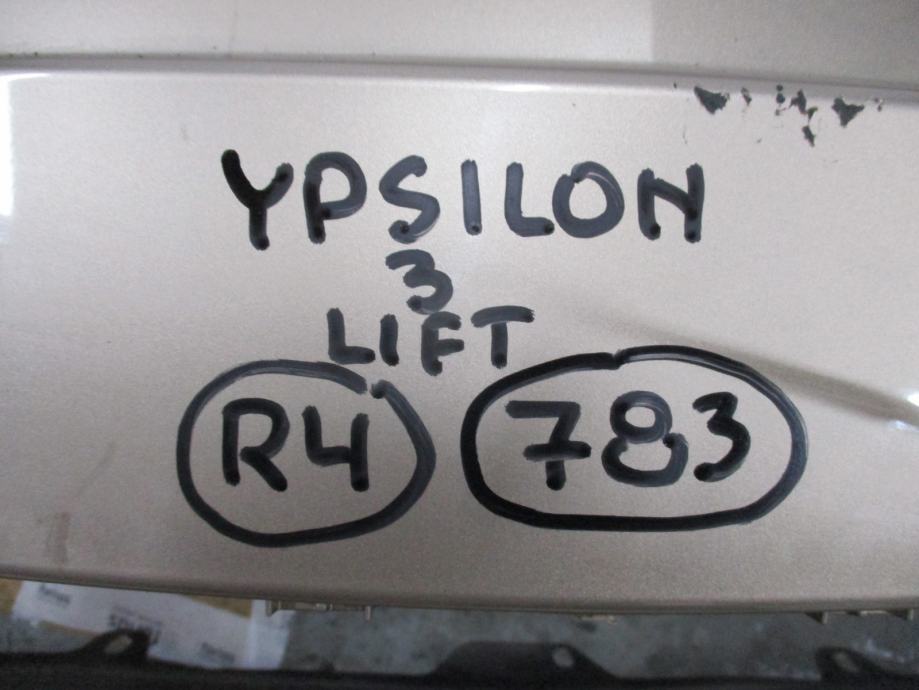 YPSILON
3
LIFT
R4 783